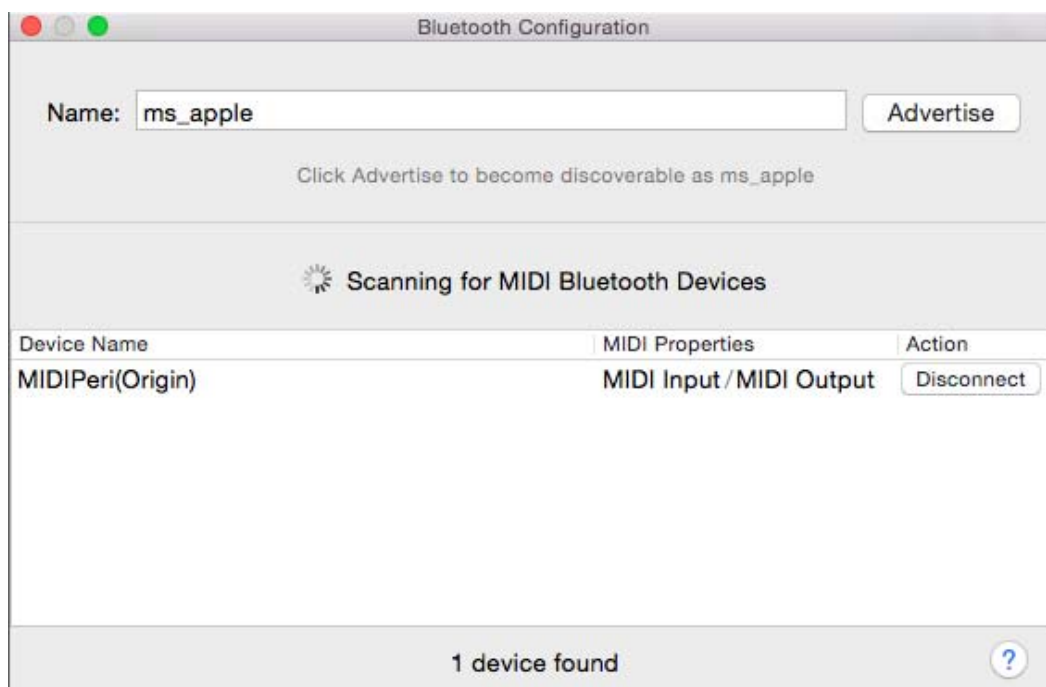 Bluetooth Configuration
Name: ms_apple Advertise
Click Advertise to become discoverable as ms_apple
Scanning for MIDI Bluetooth Devices
Device Name MIDI Properties Action
MIDIPeri(Origin) MIDI Input/MIDI Output Disconnect
1 device found ?